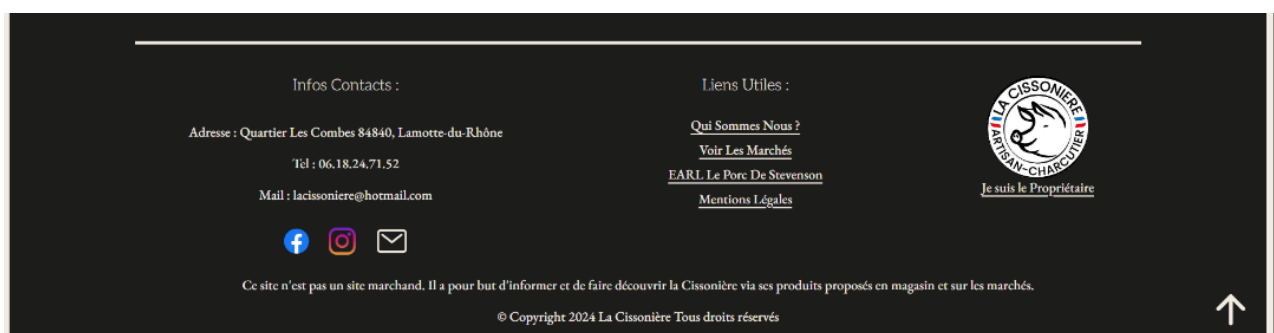 Infos Contacts :
Adresse : Quartier Les Combes 84840, Lamotte-du-Rhône
Tel : 06.18.24.71.52
Mail : lacissoniere@hotmail.com
Liens Utiles :
Qui Sommes Nous ?
Voir Les Marchés
EARL Le Porc De Stevenson
Mentions Légales
LA CISSONIERE
ARTISAN-CHARCUTIER
Je suis le Propriétaire
Ce site n'est pas un site marchand. Il a pour but d'informer et de faire découvrir la Cissonière via ses produits proposés en magasin et sur les marchés.
© Copyright 2024 La Cissonière Tous droits réservés